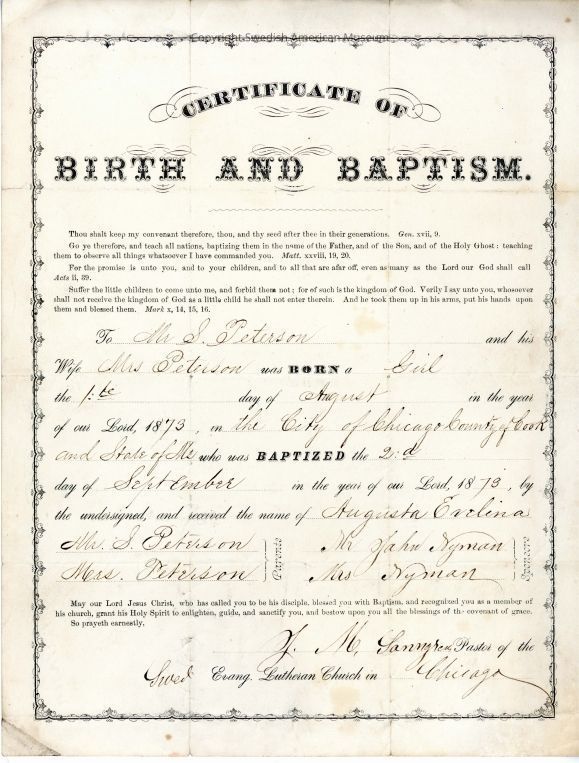 Copyright Swedish American Museum
CERTIFICATE OF
BIRTH AND BAPTISM.
Thou shalt keep my convenant therefore, thou, and thy seed after thee in their generations. Gen. xvii, 9.
Go ye therefore, and teach all nations, baptizing them in the name of the Father, and of the Son, and of the Holy Ghost: teaching
them to observe all things whatsoever I have commanded you. Matt. xxviii, 19, 20.
For the promise is unto you, and to your children, and to all that are afar off, even as many as the Lord our God shall call
Acts ii, 39.
Suffer the little children to come unto me, and forbid them not; for of such is the kingdom of God. Verily I say unto you, whosoever
shall not receive the kingdom of God as a little child he shall not enter therein. And he took them up in his arms, put his hands upon
them and blessed them. Mark x, 14, 15, 16.
To Mr S. Peterson and his
Wife Mrs Peterson was BORN a Girl
the 1:te day of August in the year
of our Lord, 1873, in the City of Chicago County of Cook
and State of Ills who was BAPTIZED the 2:d
day of September in the year of our Lord, 1873, by
the undersigned, and received the name of Augusta Evelina
Mr. S. Peterson Parents Mr John Nyman Sponsors
Mrs. Peterson Mrs Nyman
May our Lord Jesus Christ, who has called you to be his disciple, blessed you with Baptism, and recognized you as a member of
his church, grant his Holy Spirit to enlighten, guide, and sanctify you, and bestow upon you all the blessings of the covenant of grace.
So prayeth earnestly,
Pastor of the
Swed Evang. Lutheran Church in Chicago